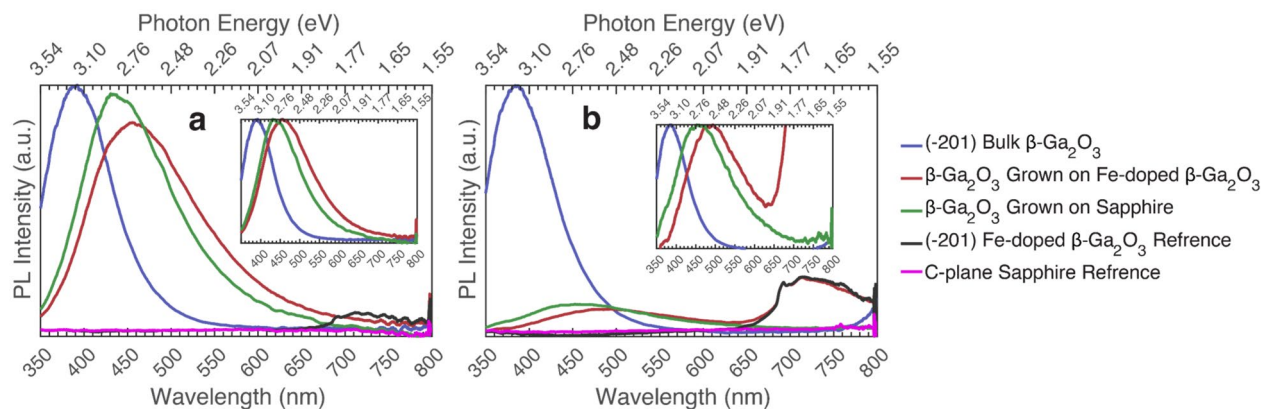 Photon Energy (eV)
3.54 3.10 2.76 2.48 2.26 2.07 1.91 1.77 1.65 1.55
a
3.54 3.10 2.76 2.48 2.26 2.07 1.91 1.77 1.65 1.55
400 450 500 550 600 650 700 750 800
PL Intensity (a.u.)
350 400 450 500 550 600 650 700 750 800
Wavelength (nm)
Photon Energy (eV)
3.54 3.10 2.76 2.48 2.26 2.07 1.91 1.77 1.65 1.55
b
3.54 3.10 2.76 2.48 2.26 2.07 1.91 1.77 1.65 1.55
350 400 450 500 550 600 650 700 750 800
PL Intensity (a.u.)
350 400 450 500 550 600 650 700 750 800
Wavelength (nm)
(-201) Bulk β-Ga₂O₃
β-Ga₂O₃ Grown on Fe-doped β-Ga₂O₃
β-Ga₂O₃ Grown on Sapphire
(-201) Fe-doped β-Ga₂O₃ Refrence
C-plane Sapphire Refrence